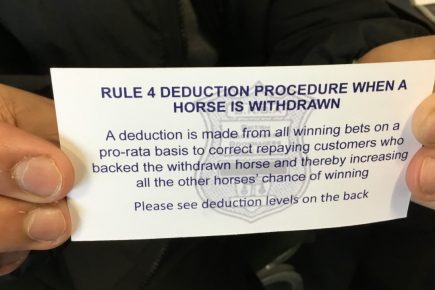 RULE 4 DEDUCTION PROCEDURE WHEN A
HORSE IS WITHDRAWN
A deduction is made from all winning bets on a
pro-rata basis to correct repaying customers who
backed the withdrawn horse and thereby increasing
all the other horses' chance of winning
Please see deduction levels on the back